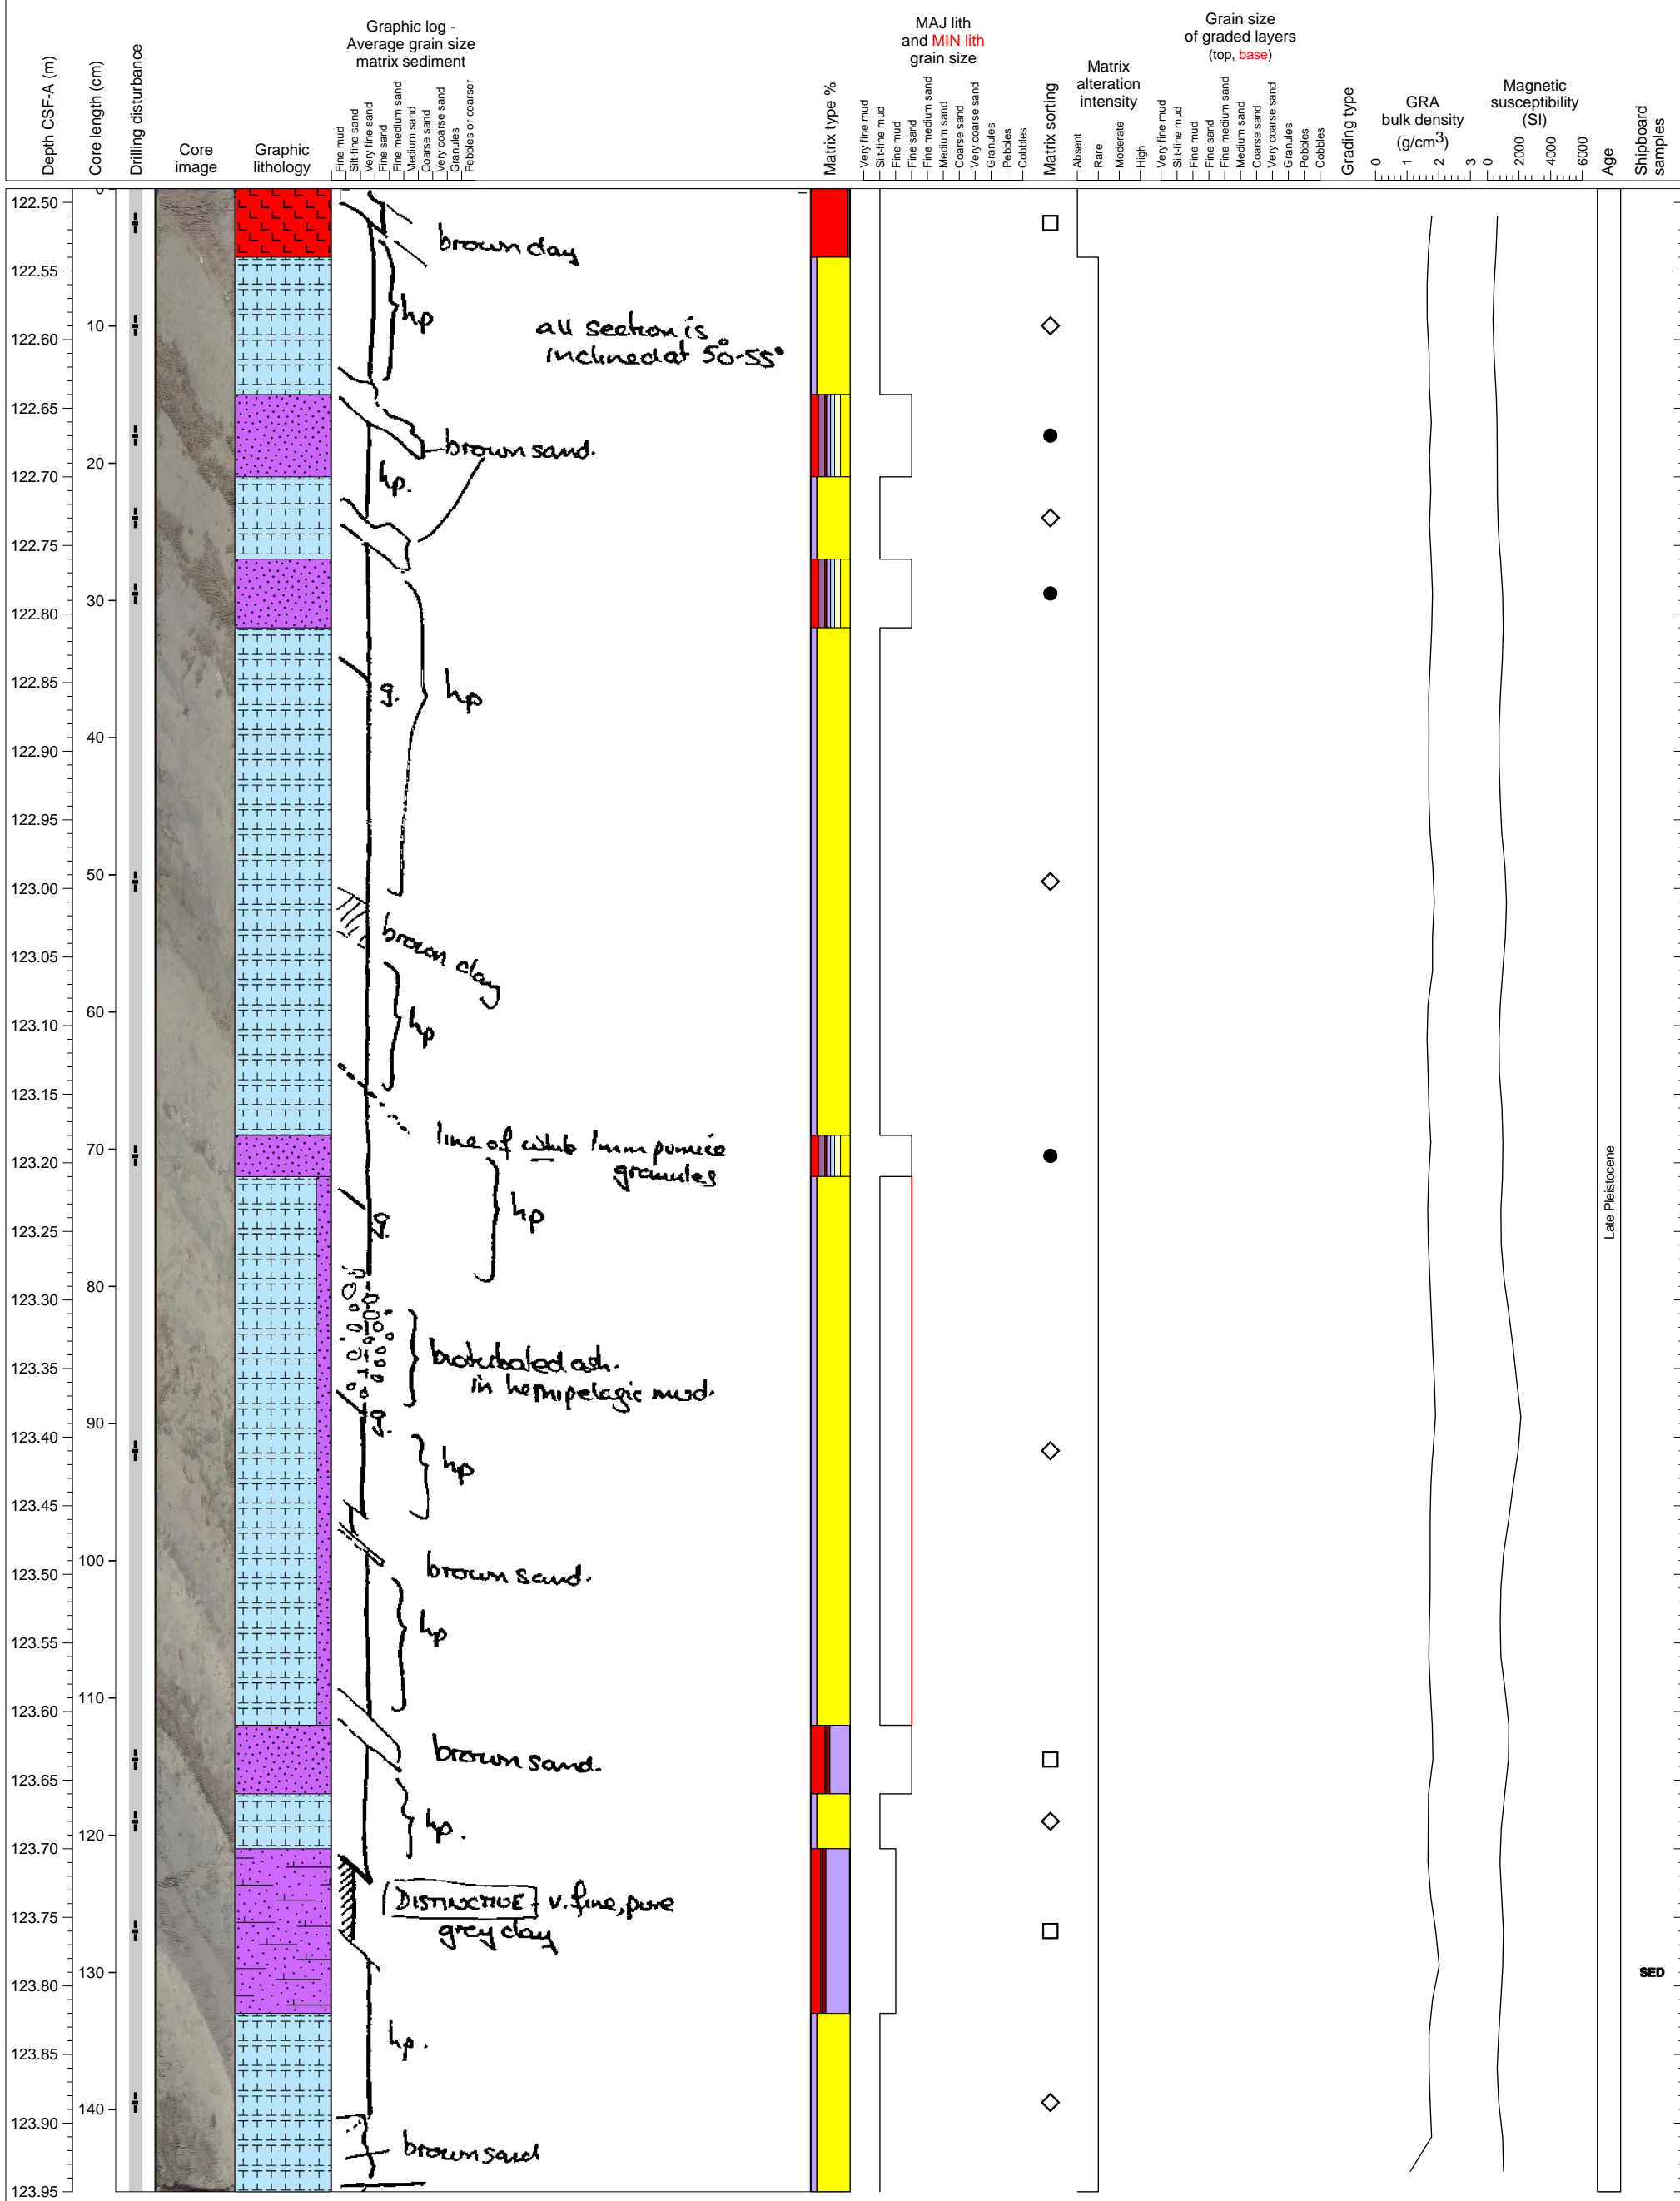 Depth CSF-A (m)
Core length (cm)
Drilling disturbance
Core
image
Graphic
lithology
Graphic log -
Average grain size
matrix sediment
Fine mud
Silt-fine sand
Very fine sand
Fine sand
Fine medium sand
Medium sand
Coarse sand
Very coarse sand
Granules
Pebbles or coarser
Matrix type %
MAJ lith
and MIN lith
grain size
Very fine mud
Silt-fine mud
Fine mud
Fine sand
Fine medium sand
Medium sand
Coarse sand
Very coarse sand
Granules
Pebbles
Cobbles
Matrix sorting
Matrix
alteration
intensity
Absent
Rare
Moderate
High
Grain size
of graded layers
(top, base)
Very fine mud
Silt-fine mud
Fine mud
Fine sand
Fine medium sand
Medium sand
Coarse sand
Very coarse sand
Granules
Pebbles
Cobbles
Grading type
GRA
bulk density
(g/cm3)
0 1 2 3
Magnetic
susceptibility
(SI)
0 2000 4000 6000
Age
Shipboard
samples
0
122.50
brown clay
122.55
hp
10
all section is
inclined at 50-55°
122.60
122.65
brown sand.
20
122.70
hp.
122.75
30
122.80
122.85
g.
hp
40
122.90
122.95
50
123.00
brown clay
123.05
60
123.10
hp
123.15
line of white 1mm pumice
granules
70
123.20
hp
Late Pleistocene
g.
123.25
80
123.30
bioturbated ash.
in hemipelagic mud.
123.35
g.
90
123.40
hp
123.45
100
123.50
brown sand.
hp
123.55
110
123.60
brown sand.
123.65
hp.
120
123.70
DISTINCTIVE - v. fine, pure
grey clay
123.75
130
123.80
SED
hp.
123.85
140
123.90
brown sand
123.95